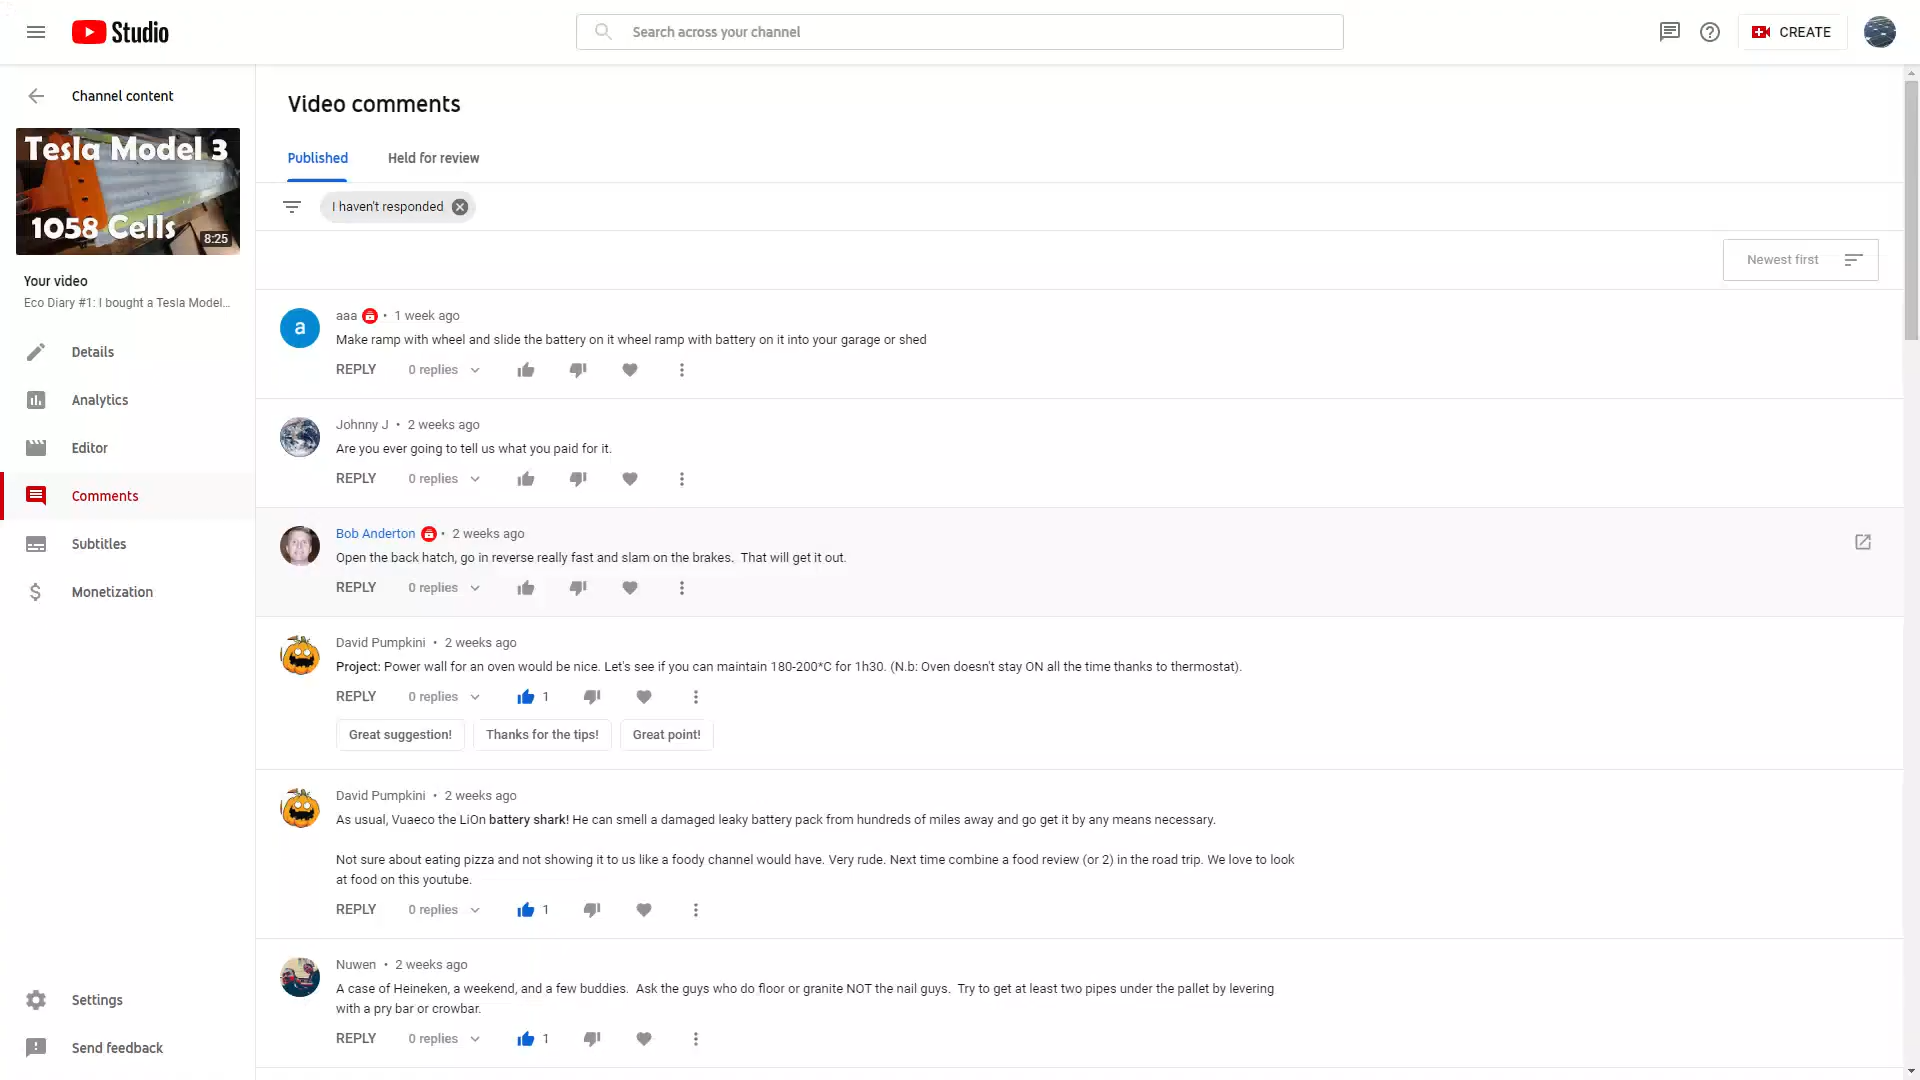 Studio
Search across your channel
CREATE
Channel content
Tesla Model 3
1058 Cells
8:25
Your video
Eco Diary #1: I bought a Tesla Model...
Details
Analytics
Editor
Comments
Subtitles
Monetization
Settings
Send feedback
Video comments
Published
Held for review
I haven't responded
Newest first
a
aaa • 1 week ago
Make ramp with wheel and slide the battery on it wheel ramp with battery on it into your garage or shed
REPLY 0 replies
Johnny J • 2 weeks ago
Are you ever going to tell us what you paid for it.
REPLY 0 replies
Bob Anderton • 2 weeks ago
Open the back hatch, go in reverse really fast and slam on the brakes.  That will get it out.
REPLY 0 replies
David Pumpkini • 2 weeks ago
Project: Power wall for an oven would be nice. Let's see if you can maintain 180-200*C for 1h30. (N.b: Oven doesn't stay ON all the time thanks to thermostat).
REPLY 0 replies 1
Great suggestion! Thanks for the tips! Great point!
David Pumpkini • 2 weeks ago
As usual, Vuaeco the LiOn battery shark! He can smell a damaged leaky battery pack from hundreds of miles away and go get it by any means necessary.
Not sure about eating pizza and not showing it to us like a foody channel would have. Very rude. Next time combine a food review (or 2) in the road trip. We love to look
at food on this youtube.
REPLY 0 replies 1
Nuwen • 2 weeks ago
A case of Heineken, a weekend, and a few buddies.  Ask the guys who do floor or granite NOT the nail guys.  Try to get at least two pipes under the pallet by levering
with a pry bar or crowbar.
REPLY 0 replies 1